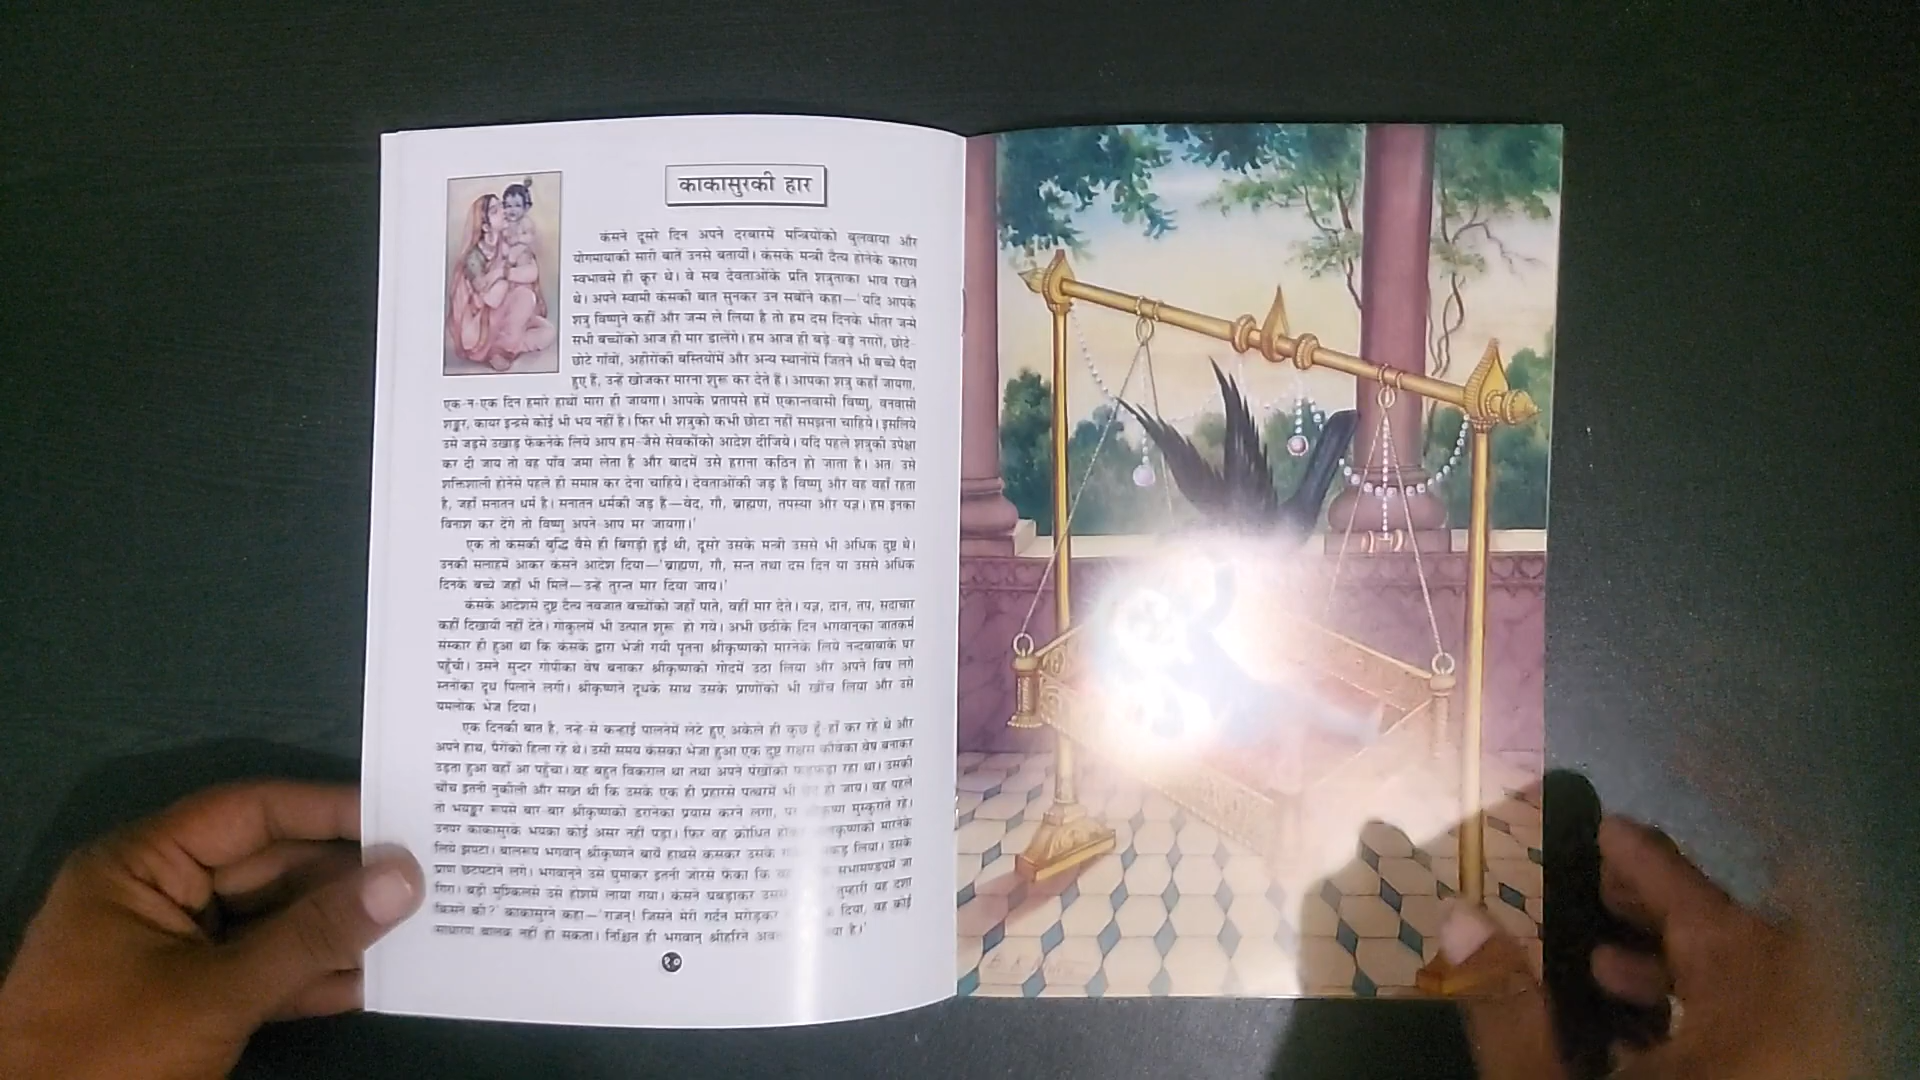 काकासुरकी हार
कंसने दूसरे दिन अपने दरबारमें मन्त्रियोंको बुलवाया और
योगमायाकी सारी बातें उनसे बतायीं। कंसके मन्त्री दैत्य होनेके कारण
स्वभावसे ही क्रूर थे। वे सब देवताओंके प्रति शत्रुताका भाव रखते
थे। अपने स्वामी कंसकी बात सुनकर उन सबोंने कहा—'यदि आपके
शत्रु विष्णुने कहीं और जन्म ले लिया है तो हम दस दिनके भीतर जन्मे
सभी बच्चोंको आज ही मार डालेंगे। हम आज ही बड़े-बड़े नगरों, छोटे-
छोटे गाँवों, अहीरोंकी बस्तियोंमें और अन्य स्थानोंमें जितने भी बच्चे पैदा
हुए हैं, उन्हें खोजकर मारना शुरू कर देते हैं। आपका शत्रु कहाँ जायगा,
एक-न-एक दिन हमारे हाथों मारा ही जायगा। आपके प्रतापसे हमें एकान्तवासी विष्णु, वनवासी
शङ्कर, कायर इन्द्रसे कोई भी भय नहीं है। फिर भी शत्रुको कभी छोटा नहीं समझना चाहिये। इसलिये
उसे जड़से उखाड़ फेंकनेके लिये आप हम-जैसे सेवकोंको आदेश दीजिये। यदि पहले शत्रुकी उपेक्षा
कर दी जाय तो वह पाँव जमा लेता है और बादमें उसे हराना कठिन हो जाता है। अतः उसे
शक्तिशाली होनेसे पहले ही समाप्त कर देना चाहिये। देवताओंकी जड़ है विष्णु और वह वहाँ रहता
है, जहाँ सनातन धर्म है। सनातन धर्मकी जड़ हैं—वेद, गौ, ब्राह्मण, तपस्या और यज्ञ। हम इनका
विनाश कर देंगे तो विष्णु अपने-आप मर जायगा।'
एक तो कंसकी बुद्धि वैसे ही बिगड़ी हुई थी, दूसरे उसके मन्त्री उससे भी अधिक दुष्ट थे।
उनकी सलाहमें आकर कंसने आदेश दिया—'ब्राह्मण, गौ, सन्त तथा दस दिन या उससे अधिक
दिनके बच्चे जहाँ भी मिलें—उन्हें तुरन्त मार दिया जाय।'
कंसके आदेशसे दुष्ट दैत्य नवजात बच्चोंको जहाँ पाते, वहीं मार देते। यज्ञ, दान, तप, सदाचार
कहीं दिखायी नहीं देते। गोकुलमें भी उत्पात शुरू हो गये। अभी छठीके दिन भगवान्‌का जातकर्म
संस्कार ही हुआ था कि कंसके द्वारा भेजी गयी पूतना श्रीकृष्णको मारनेके लिये नन्दबाबाके घर
पहुँची। उसने सुन्दर गोपीका वेष बनाकर श्रीकृष्णको गोदमें उठा लिया और अपने विष लगे
स्तनोंका दूध पिलाने लगी। श्रीकृष्णने दूधके साथ उसके प्राणोंको भी खींच लिया और उसे
यमलोक भेज दिया।
एक दिनकी बात है, नन्हे-से कन्हाई पालनेमें लेटे हुए अकेले ही कुछ हूँ-हाँ कर रहे थे और
अपने हाथ, पैरोंको हिला रहे थे। उसी समय कंसका भेजा हुआ एक दुष्ट राक्षस कौवेका वेष बनाकर
उड़ता हुआ वहाँ आ पहुँचा। वह बहुत विकराल था तथा अपने पंखोंको फड़फड़ा रहा था। उसकी
चोंच इतनी नुकीली और सख्त थी कि उसके एक ही प्रहारसे पत्थरमें भी हो जाय। वह पहले
तो भयङ्कर रूपसे बार-बार श्रीकृष्णको डरानेका प्रयास करने लगा, पर श्रीकृष्ण मुस्कुराते रहे।
उनपर काकासुरके भयका कोई असर नहीं पड़ा। फिर वह क्रोधित श्रीकृष्णको मारनेके
लिये झपटा। बालरूप भगवान् श्रीकृष्णने बायें हाथसे कसकर उसके लिया। उसके
प्राण छटपटाने लगे। भगवान्‌ने उसे घुमाकर इतनी जोरसे फेंका कि सभामण्डपमें जा
गिरा। बड़ी मुश्किलसे उसे होशमें लाया गया। कंसने घबड़ाकर तुम्हारी यह दशा
किसने की?' काकासुरने कहा—'राजन्! जिसने मेरी गर्दन मरोड़कर दिया, वह कोई
साधारण बालक नहीं हो सकता। निश्चित ही भगवान् श्रीहरिने है।'
१०